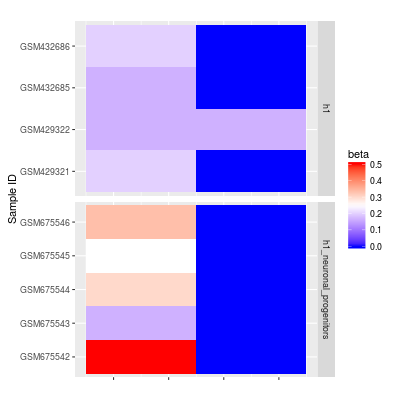 GSM432686
GSM432685
GSM429322
GSM429321
h1
GSM675546
GSM675545
GSM675544
GSM675543
GSM675542
h1_neuronal_progenitors
Sample ID
beta
0.5
0.4
0.3
0.2
0.1
0.0